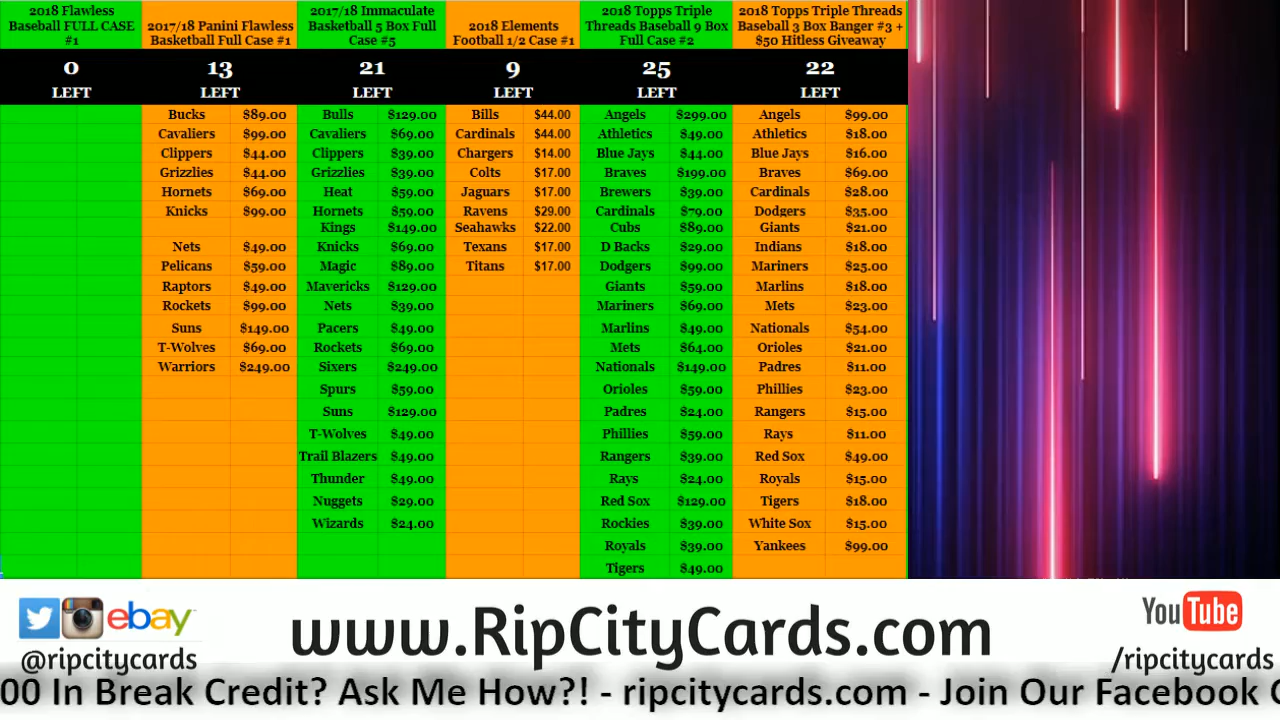 2018 Flawless
Baseball FULL CASE
#1
0
LEFT
2017/18 Panini Flawless
Basketball Full Case #1
13
LEFT
Bucks $89.00
Cavaliers $99.00
Clippers $44.00
Grizzlies $44.00
Hornets $69.00
Knicks $99.00
Nets $49.00
Pelicans $59.00
Raptors $49.00
Rockets $99.00
Suns $149.00
T-Wolves $69.00
Warriors $249.00
2017/18 Immaculate
Basketball 5 Box Full
Case #5
21
LEFT
Bulls $129.00
Cavaliers $69.00
Clippers $39.00
Grizzlies $39.00
Heat $59.00
Hornets $59.00
Kings $149.00
Knicks $69.00
Magic $89.00
Mavericks $129.00
Nets $39.00
Pacers $49.00
Rockets $69.00
Sixers $249.00
Spurs $59.00
Suns $129.00
T-Wolves $49.00
Trail Blazers $49.00
Thunder $49.00
Nuggets $29.00
Wizards $24.00
2018 Elements
Football 1/2 Case #1
9
LEFT
Bills $44.00
Cardinals $44.00
Chargers $14.00
Colts $17.00
Jaguars $17.00
Ravens $29.00
Seahawks $22.00
Texans $17.00
Titans $17.00
2018 Topps Triple
Threads Baseball 9 Box
Full Case #2
25
LEFT
Angels $299.00
Athletics $49.00
Blue Jays $44.00
Braves $199.00
Brewers $39.00
Cardinals $79.00
Cubs $89.00
D Backs $29.00
Dodgers $99.00
Giants $59.00
Mariners $69.00
Marlins $49.00
Mets $64.00
Nationals $149.00
Orioles $59.00
Padres $24.00
Phillies $59.00
Rangers $39.00
Rays $24.00
Red Sox $129.00
Rockies $39.00
Royals $39.00
Tigers $49.00
2018 Topps Triple Threads
Baseball 3 Box Banger #3 +
$50 Hitless Giveaway
22
LEFT
Angels $99.00
Athletics $18.00
Blue Jays $16.00
Braves $69.00
Cardinals $28.00
Dodgers $35.00
Giants $21.00
Indians $18.00
Mariners $25.00
Marlins $18.00
Mets $23.00
Nationals $54.00
Orioles $21.00
Padres $11.00
Phillies $23.00
Rangers $15.00
Rays $11.00
Red Sox $49.00
Royals $15.00
Tigers $18.00
White Sox $15.00
Yankees $99.00
ebay
@ripcitycards
www.RipCityCards.com
You Tube
/ripcitycards
00 In Break Credit? Ask Me How?! - ripcitycards.com - Join Our Facebook